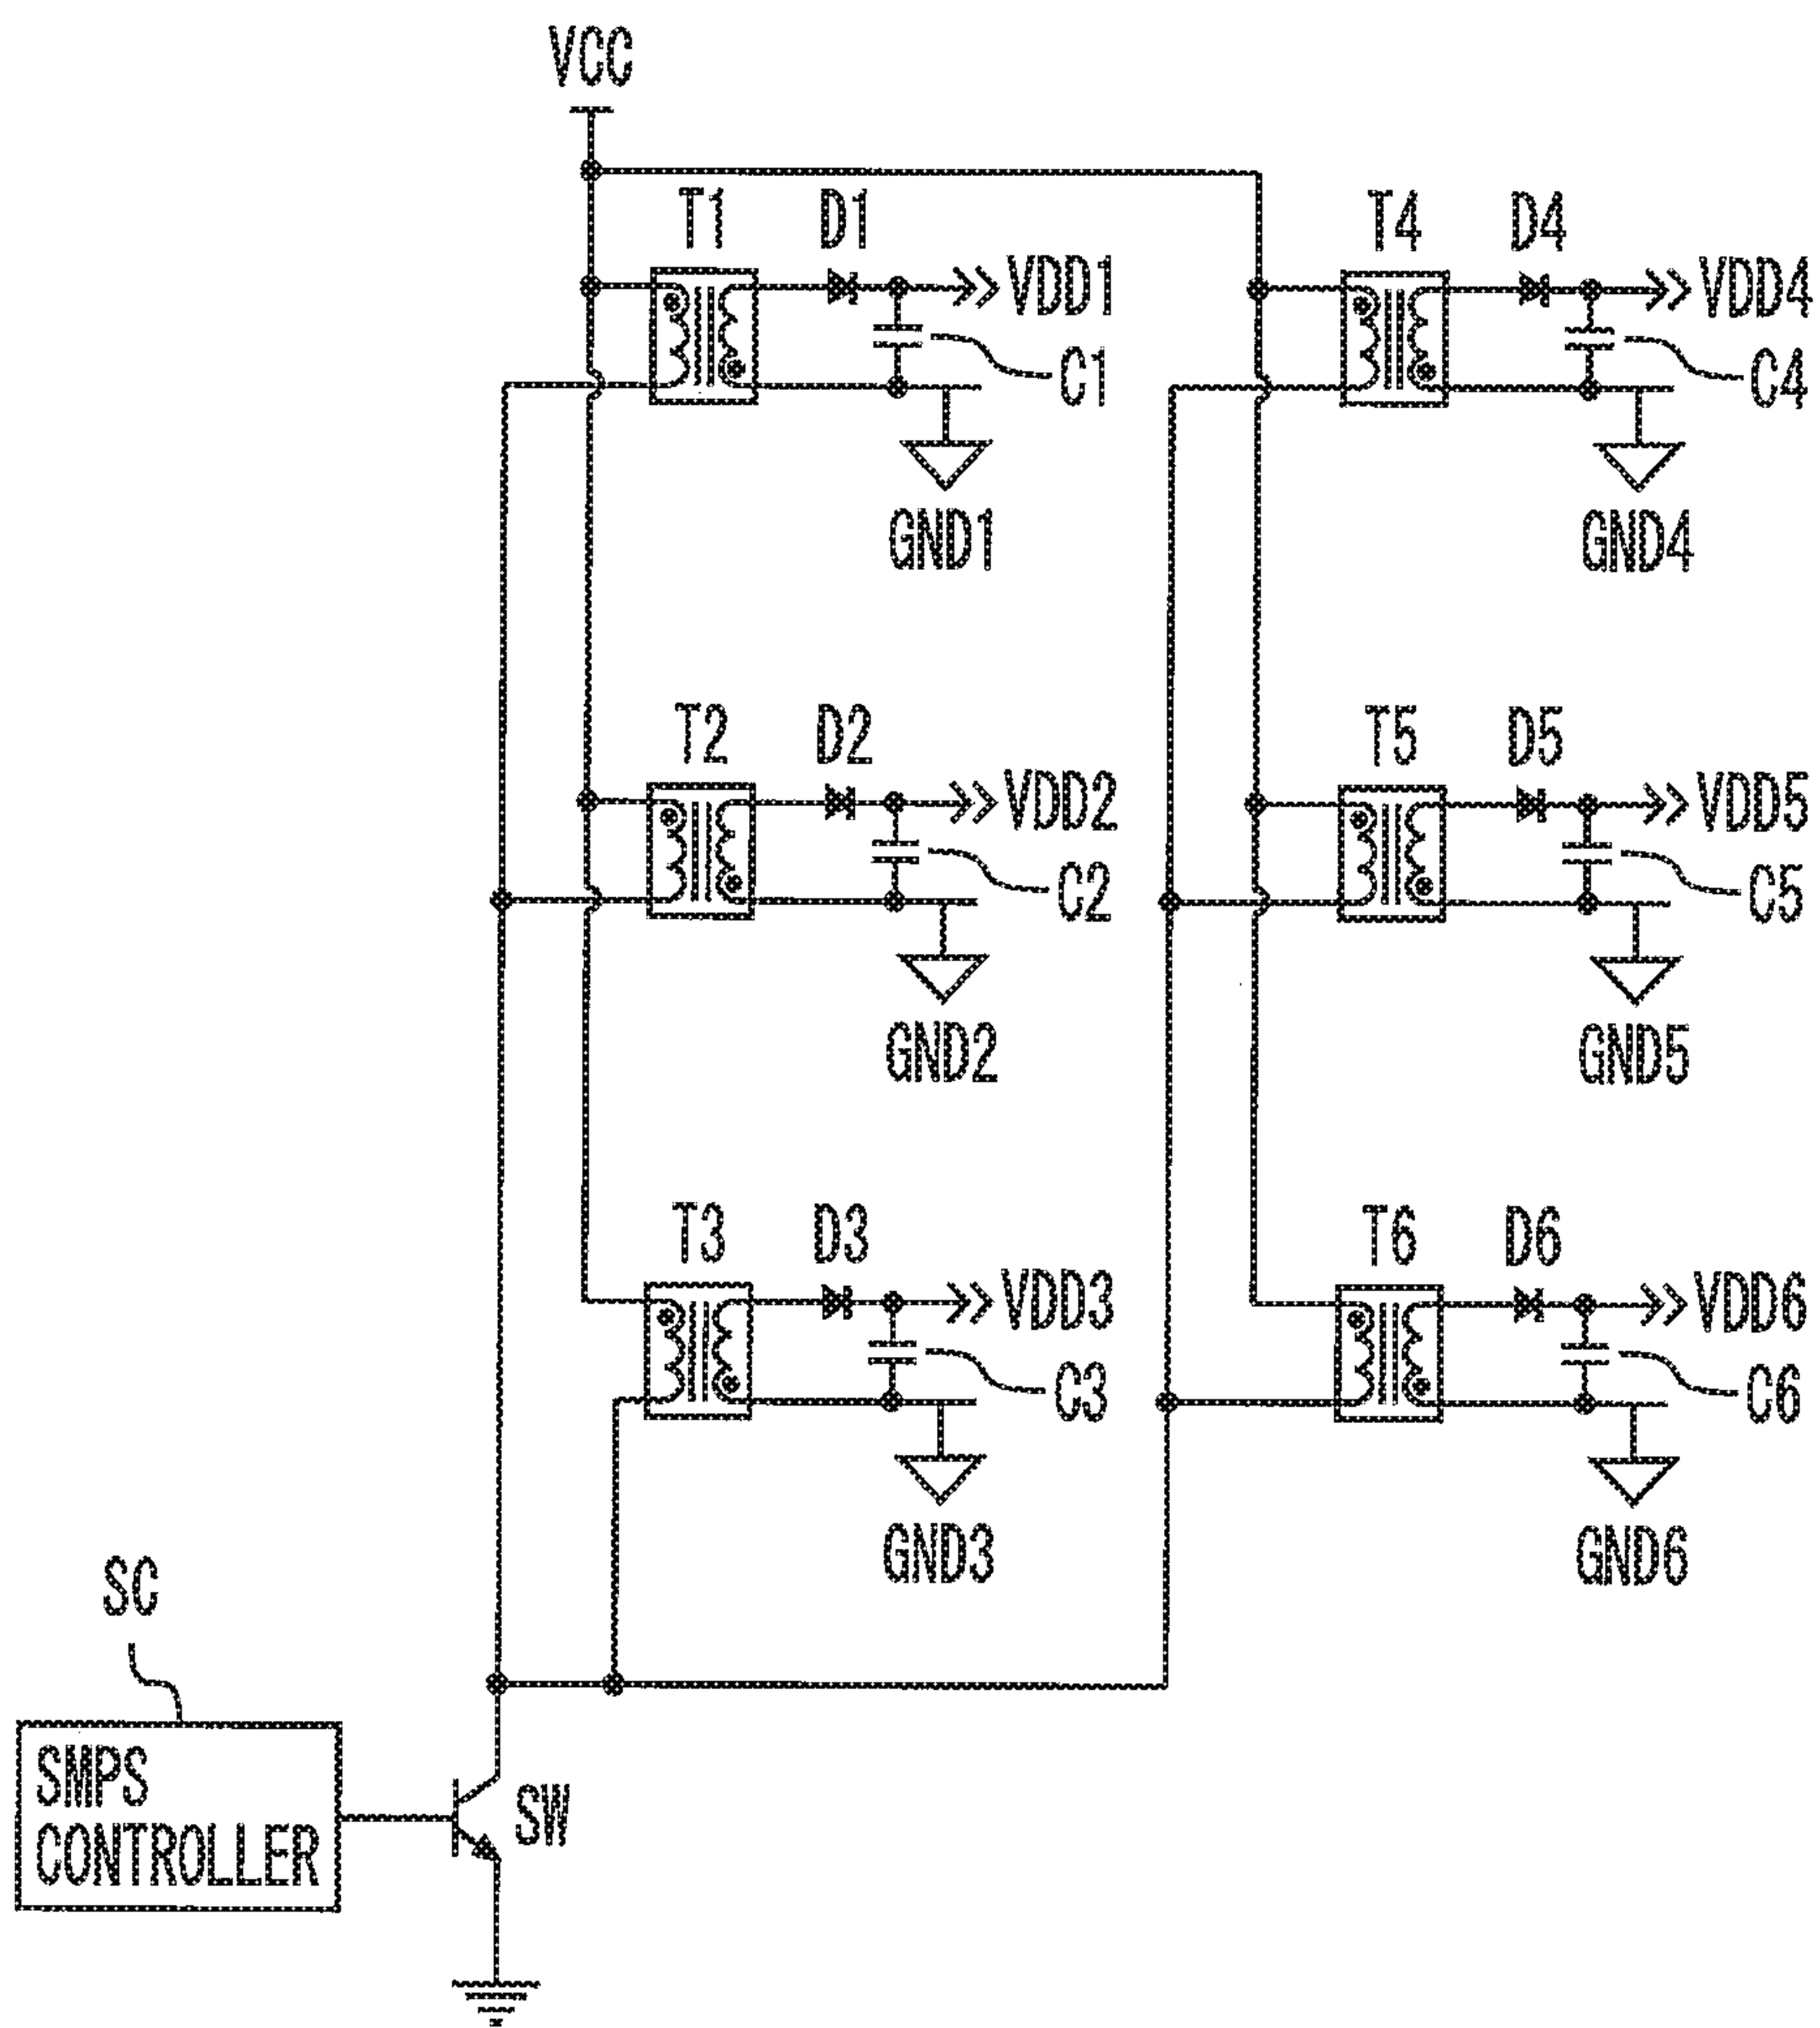 VCC
T1 D1
VDD1
C1
GND1
T4 D4
VDD4
C4
GND4
T2 D2
VDD2
C2
GND2
T5 D5
VDD5
C5
GND5
T3 D3
VDD3
C3
GND3
T6 D6
VDD6
C6
GND6
SC
SMPS
CONTROLLER
SW